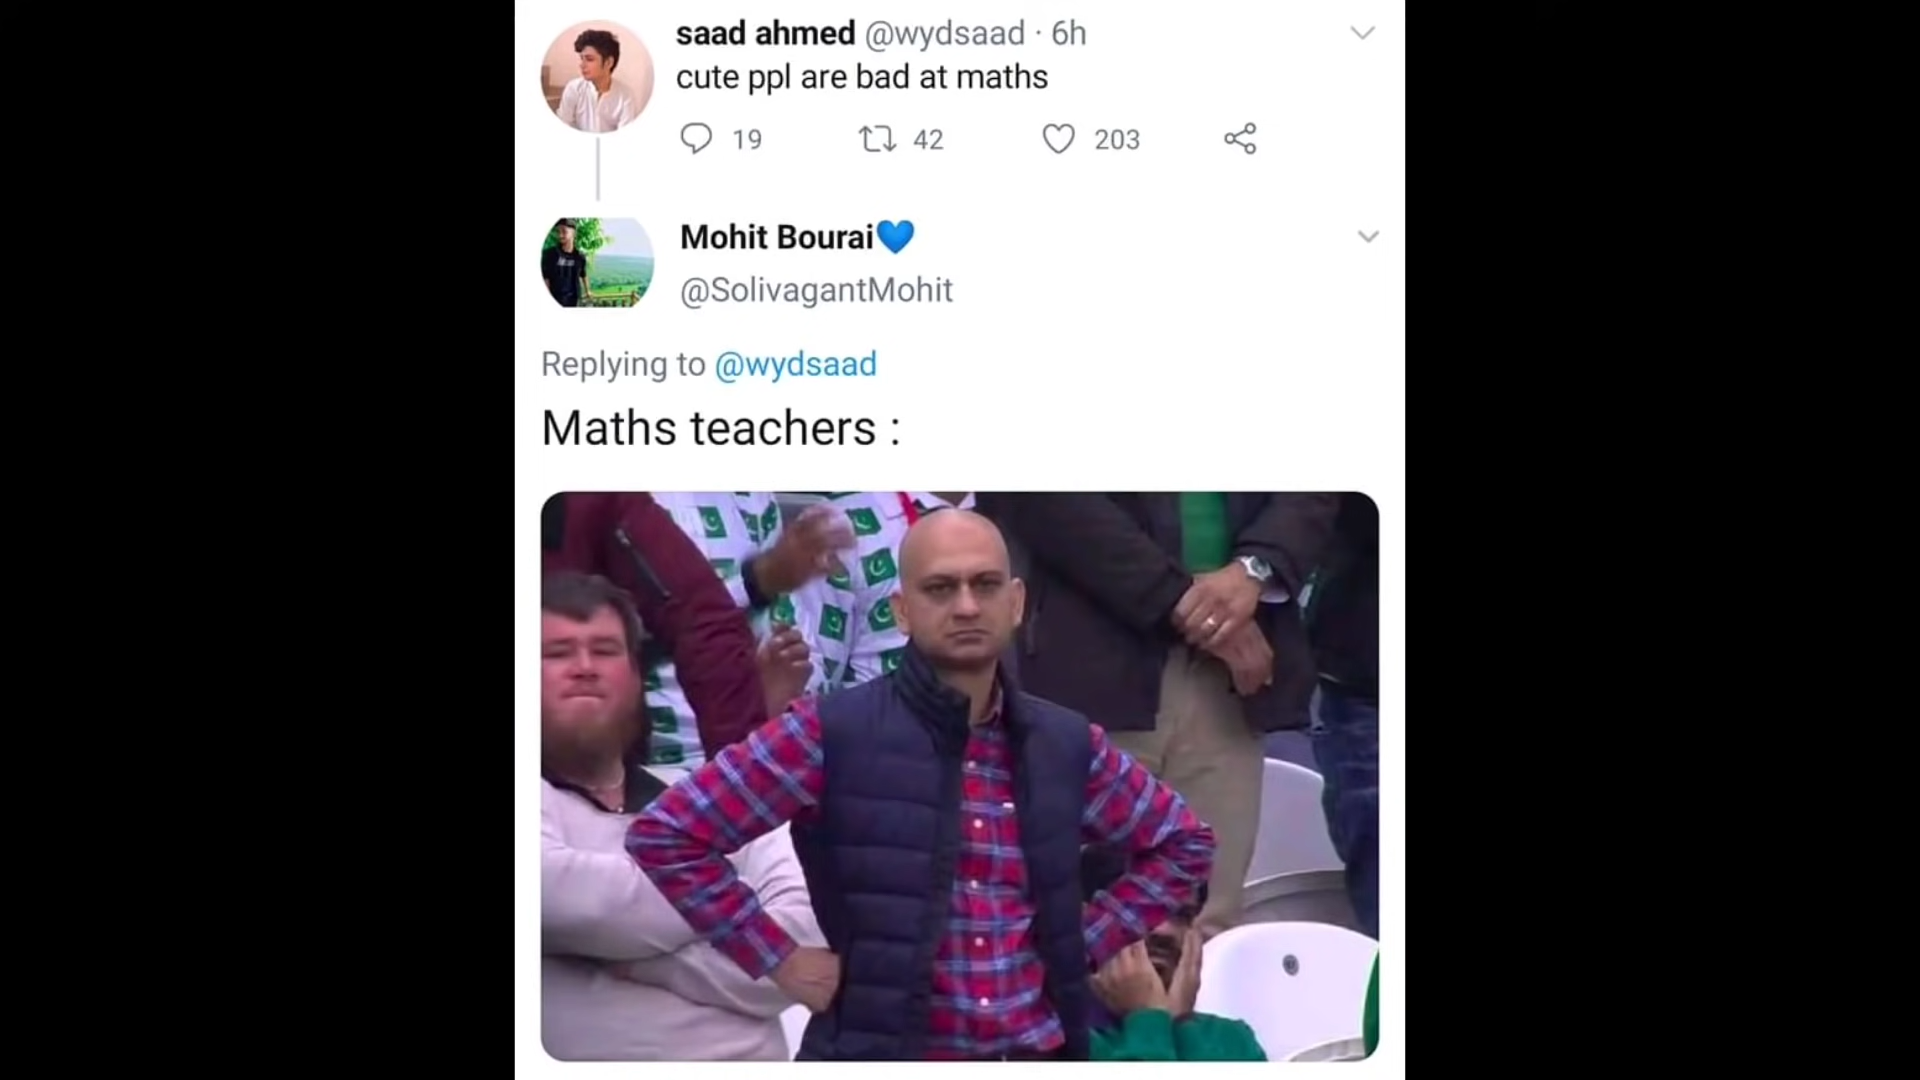 saad ahmed @wydsaad · 6h
cute ppl are bad at maths
19 42 203
Mohit Bourai💙
@SolivagantMohit
Replying to @wydsaad
Maths teachers :